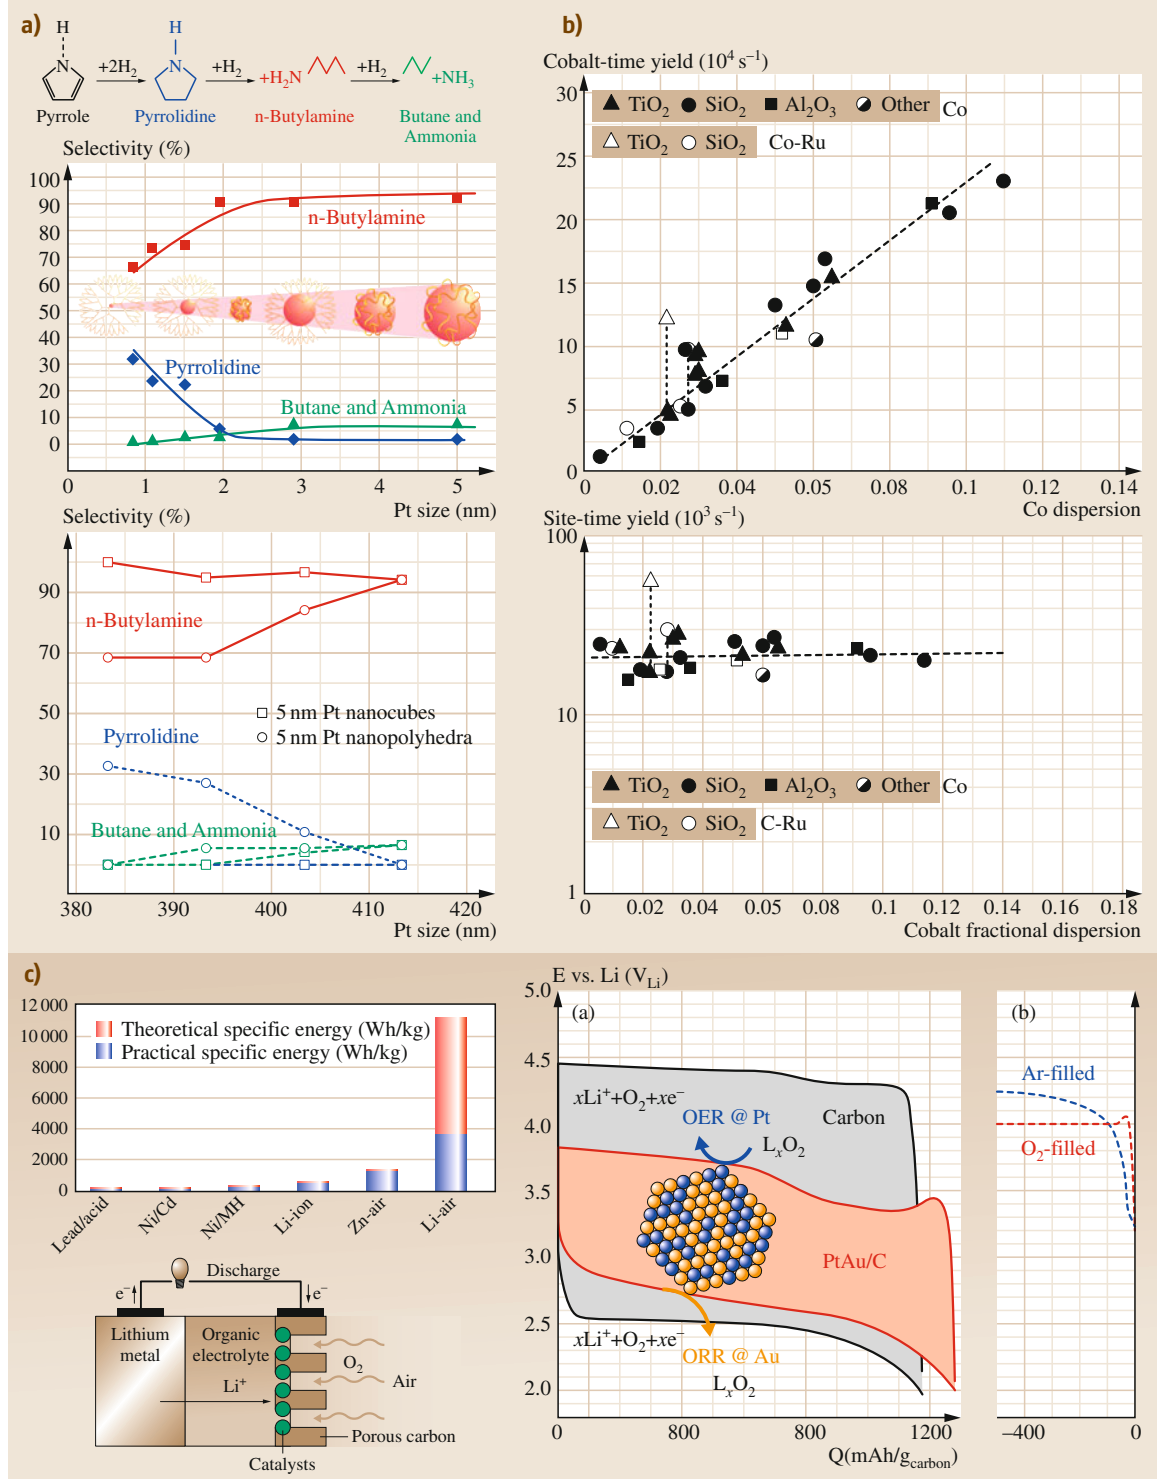 a)
H
N
+2H2
H
N
+H2
+H2N
+H2
+NH3
Pyrrole
Pyrrolidine
n-Butylamine
Butane and
Ammonia
Selectivity (%)
100
90
80
70
60
50
40
30
20
10
0
n-Butylamine
Pyrrolidine
Butane and Ammonia
0 1 2 3 4 5
Pt size (nm)
Selectivity (%)
90
70
50
30
10
n-Butylamine
5 nm Pt nanocubes
5 nm Pt nanopolyhedra
Pyrrolidine
Butane and Ammonia
380 390 400 410 420
Pt size (nm)
b)
Cobalt-time yield (10⁴ s⁻¹)
30
25
20
15
10
5
0
TiO2 SiO2 Al2O3 Other Co
TiO2 SiO2 Co-Ru
0 0.02 0.04 0.06 0.08 0.1 0.12 0.14
Co dispersion
Site-time yield (10³ s⁻¹)
100
10
1
TiO2 SiO2 Al2O3 Other Co
TiO2 SiO2 C-Ru
0 0.02 0.04 0.05 0.08 0.1 0.12 0.14 0.16 0.18
Cobalt fractional dispersion
c)
12 000
10 000
8000
6000
4000
2000
0
Theoretical specific energy (Wh/kg)
Practical specific energy (Wh/kg)
Lead/acid
Ni/Cd
Ni/MH
Li-ion
Zn-air
Li-air
Discharge
e⁻
e⁻
Lithium
metal
Organic
electrolyte
Li⁺
O2
Air
Porous carbon
Catalysts
E vs. Li (VLi)
5.0
4.5
4.0
3.5
3.0
2.5
2.0
(a)
xLi⁺+O2+xe⁻
OER @ Pt
Carbon
LxO2
PtAu/C
xLi⁺+O2+xe⁻
ORR @ Au
LxO2
0 800 800 1200
Q(mAh/gcarbon)
(b)
Ar-filled
O2-filled
−400 0